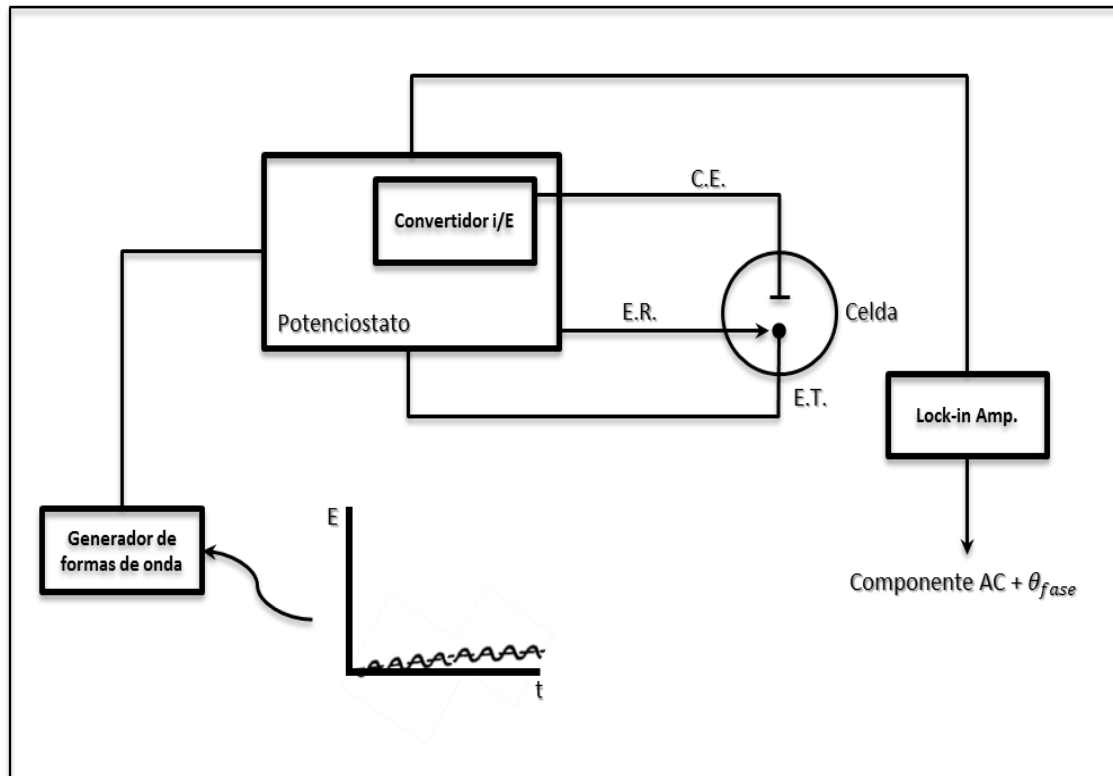 C.E.
Convertidor i/E
Potenciostato
E.R.
Celda
E.T.
Lock-in Amp.
Generador de
formas de onda
E
t
Componente AC + θfase